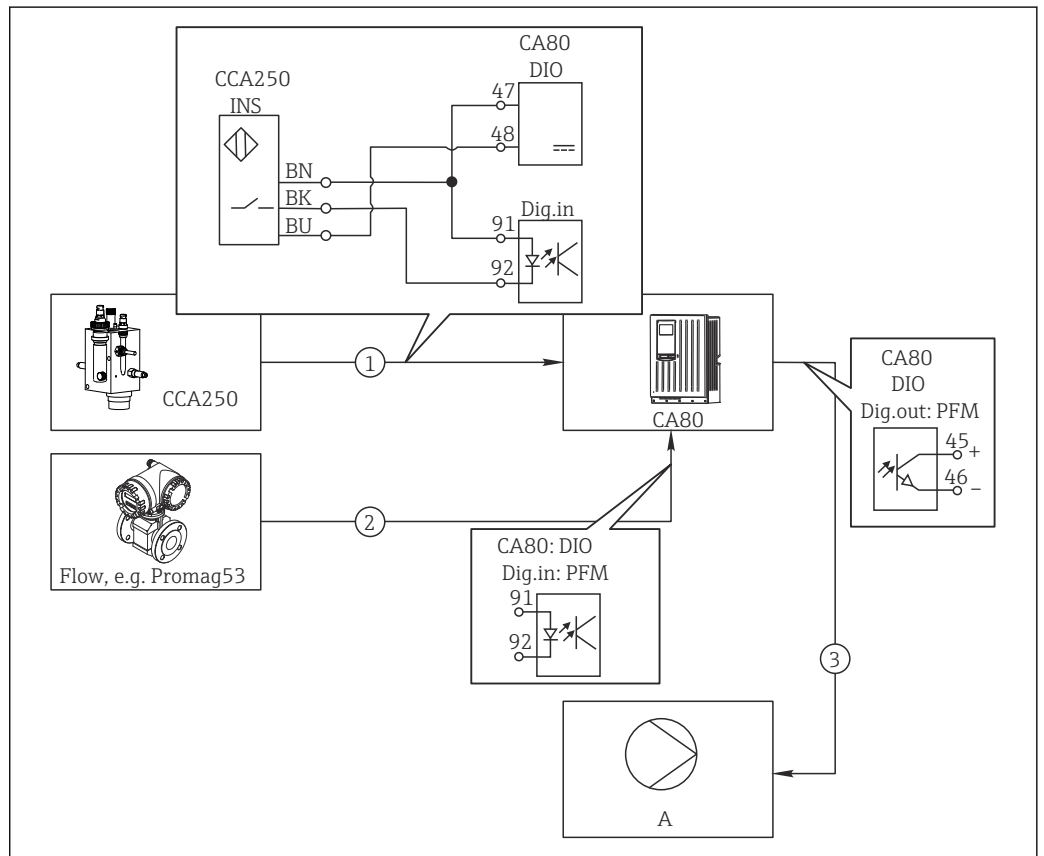 CA80
DIO
CCA250
INS
47
48
BN
BK
BU
Dig.in
91
92
CCA250
1
CA80
CA80
DIO
Dig.out: PFM
45
+
46
−
Flow, e.g. Promag53
2
CA80: DIO
Dig.in: PFM
91
92
3
A